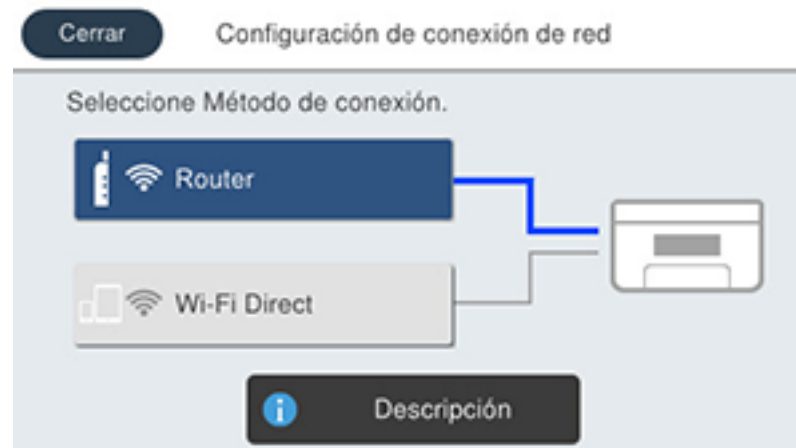 Cerrar
Configuración de conexión de red
Seleccione Método de conexión.
Router
Wi-Fi Direct
Descripción